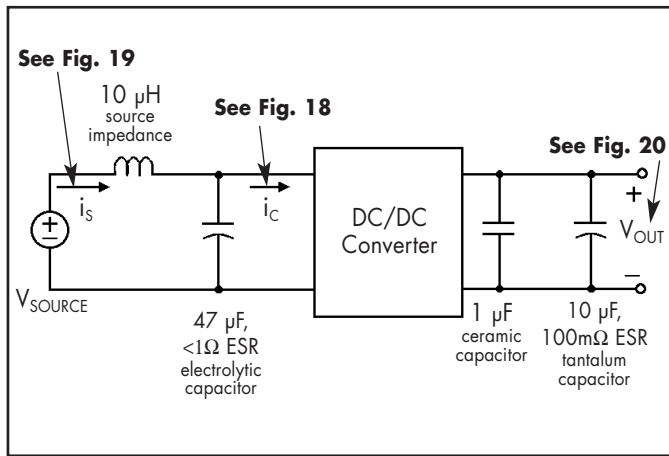 See Fig. 19
10 µH
source
impedance
See Fig. 18
See Fig. 20
iS
iC
DC/DC
Converter
+
VOUT
–
+
–
VSOURCE
47 µF,
<1Ω ESR
electrolytic
capacitor
1 µF
ceramic
capacitor
10 µF,
100mΩ ESR
tantalum
capacitor